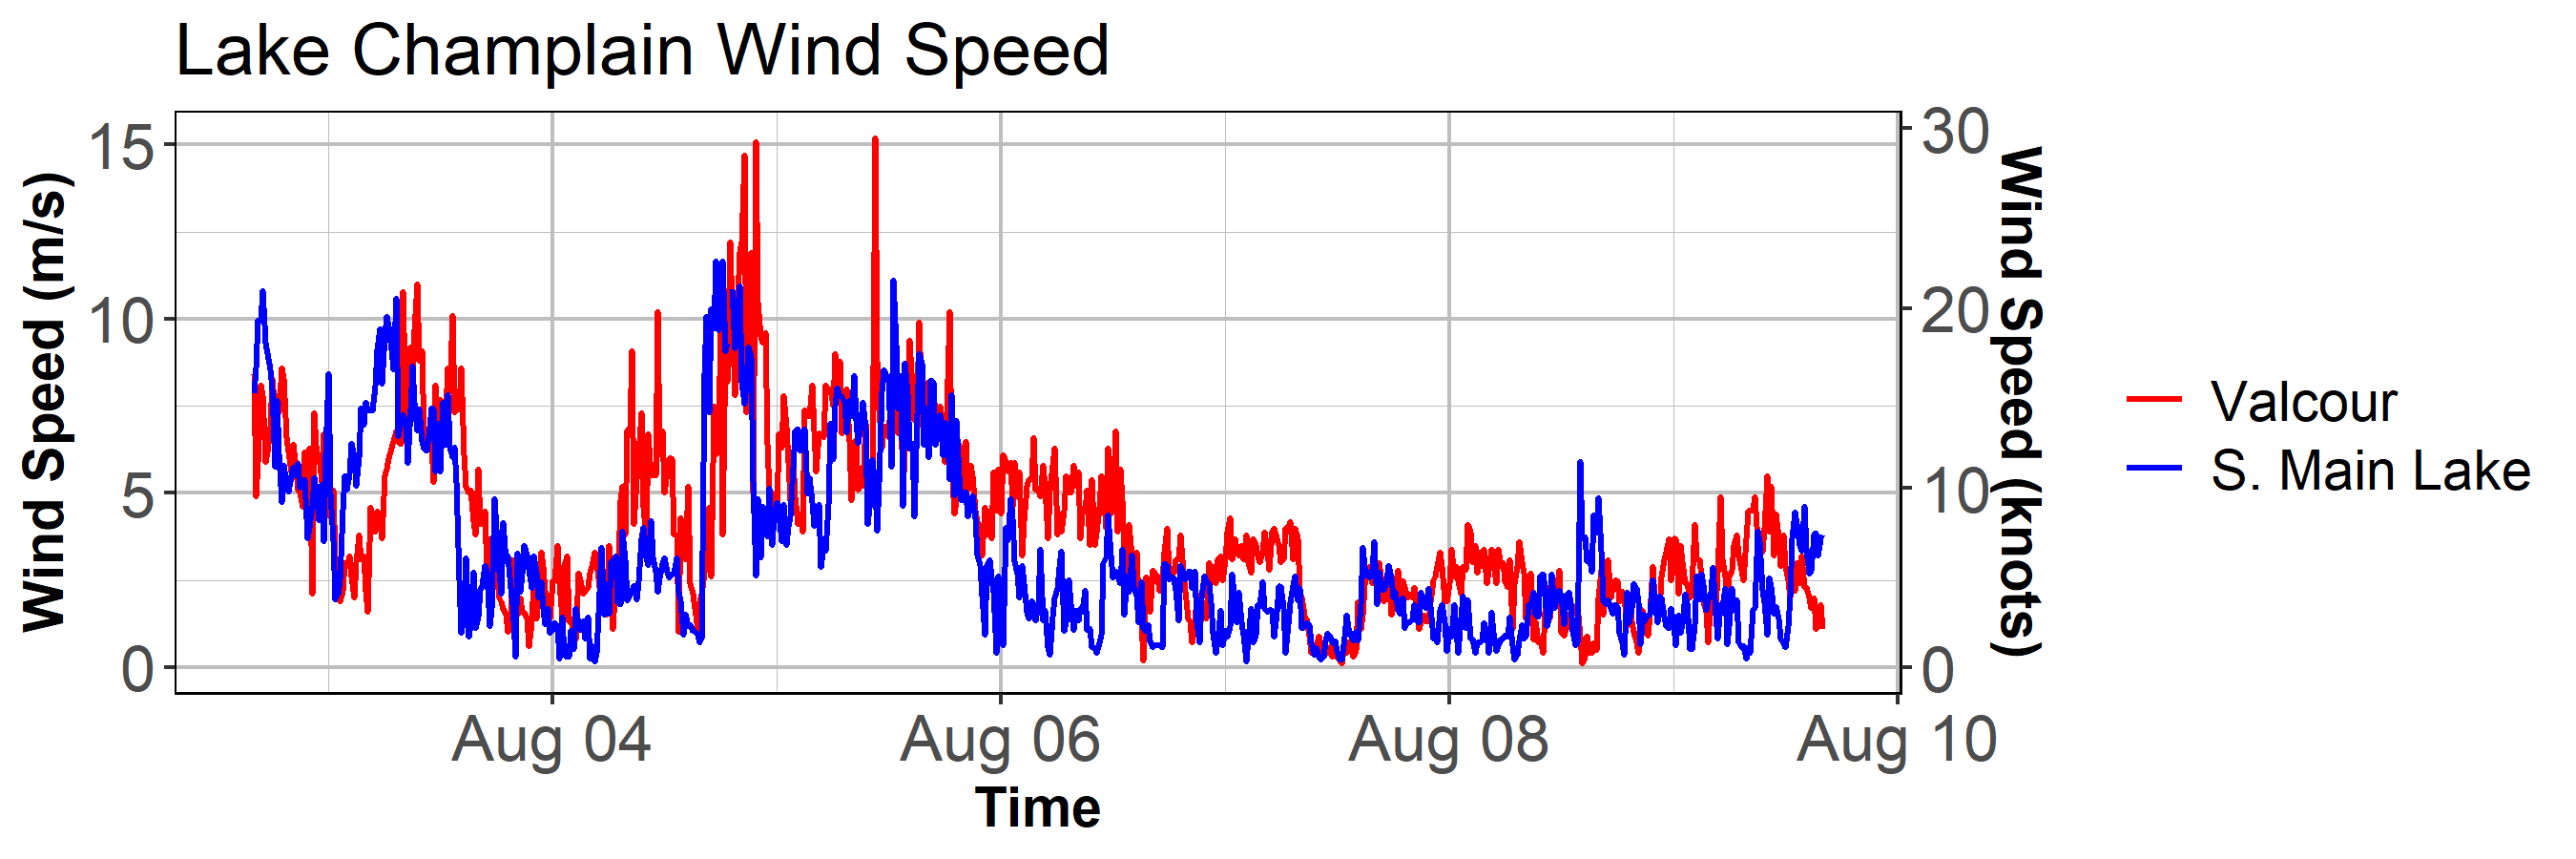 Lake Champlain Wind Speed
Wind Speed (m/s)
15
10
5
0
30
20
10
0
Wind Speed (knots)
Aug 04
Aug 06
Aug 08
Aug 10
Time
Valcour
S. Main Lake